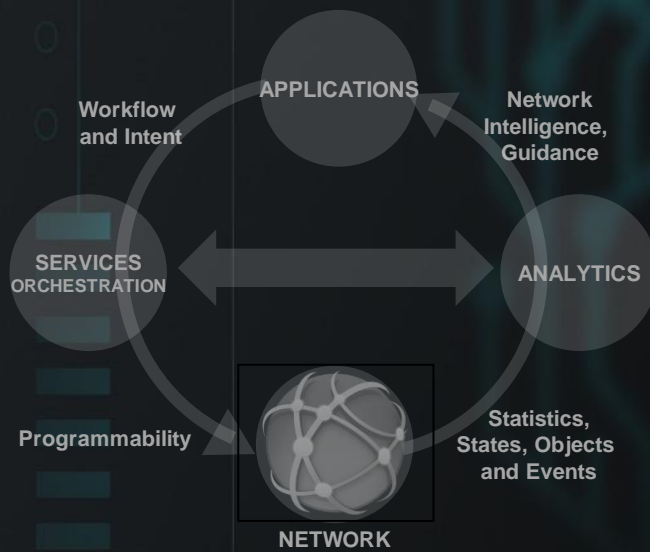 APPLICATIONS
Workflow
and Intent
Network
Intelligence,
Guidance
SERVICES
ORCHESTRATION
ANALYTICS
Programmability
Statistics,
States, Objects
and Events
NETWORK